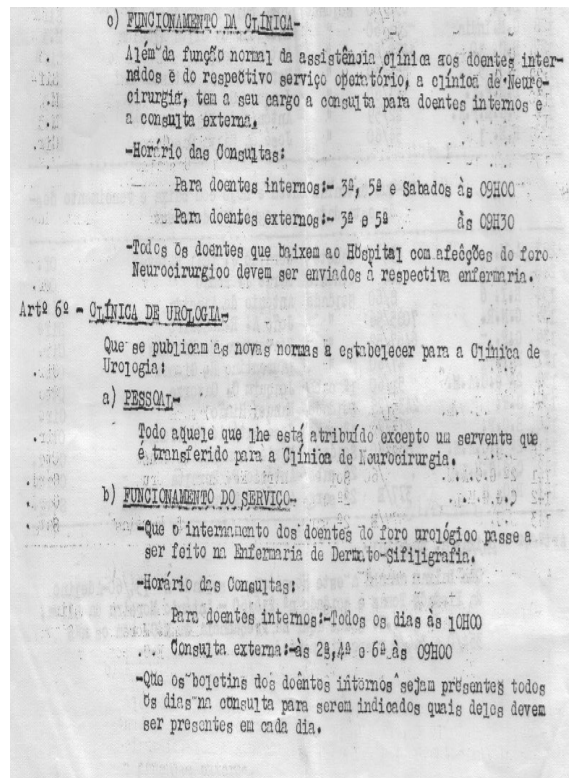 c) FUNCIONAMENTO DA CLÍNICA-
Além da função normal da assistência clínica aos doentes inter-
nados e do respectivo serviço operatório, a clínica de Neuro-
cirurgia, tem a seu cargo a consulta para doentes internos e
a consulta externa.
-Horário das Consultas:
Para doentes internos:- 3ª, 5ª e Sabados às 09H00
Para doentes externos:- 3ª e 5ª às 09H30
-Todos os doentes que baixem ao Hospital com afecções do foro
Neurocirurgico devem ser enviados à respectiva enfermaria.
Artº 6º - CLÍNICA DE UROLOGIA-
Que se publicam as novas normas a estabelecer para a Clínica de
Urologia:
a) PESSOAL-
Todo aquele que lhe está atribuído excepto um servente que
é transferido para a Clínica de Neurocirurgia.
b) FUNCIONAMENTO DO SERVICO-
-Que o internamento dos doentes do foro urológico passe a
ser feito na Enfermaria de Dermato-Sifiligrafia.
-Horário das Consultas:
Para doentes internos:-Todos os dias às 10H00
Consulta externa:-às 2ª,4ª e 6ª às 09H00
-Que os boletins dos doentes internos sejam presentes todos
os dias na consulta para serem indicados quais deles devem
ser presentes em cada dia.